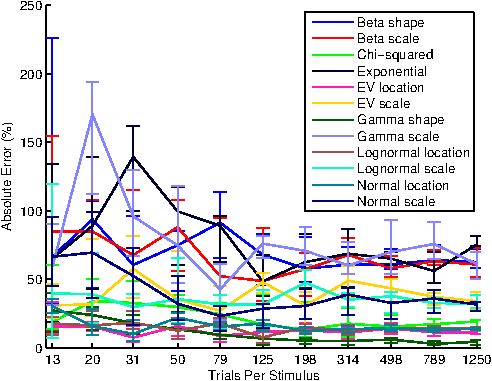 250
200
150
100
50
0
Absolute Error (%)
Beta shape
Beta scale
Chi-squared
Exponential
EV location
EV scale
Gamma shape
Gamma scale
Lognormal location
Lognormal scale
Normal location
Normal scale
13 20 31 50 79 125 198 314 498 789 1250
Trials Per Stimulus